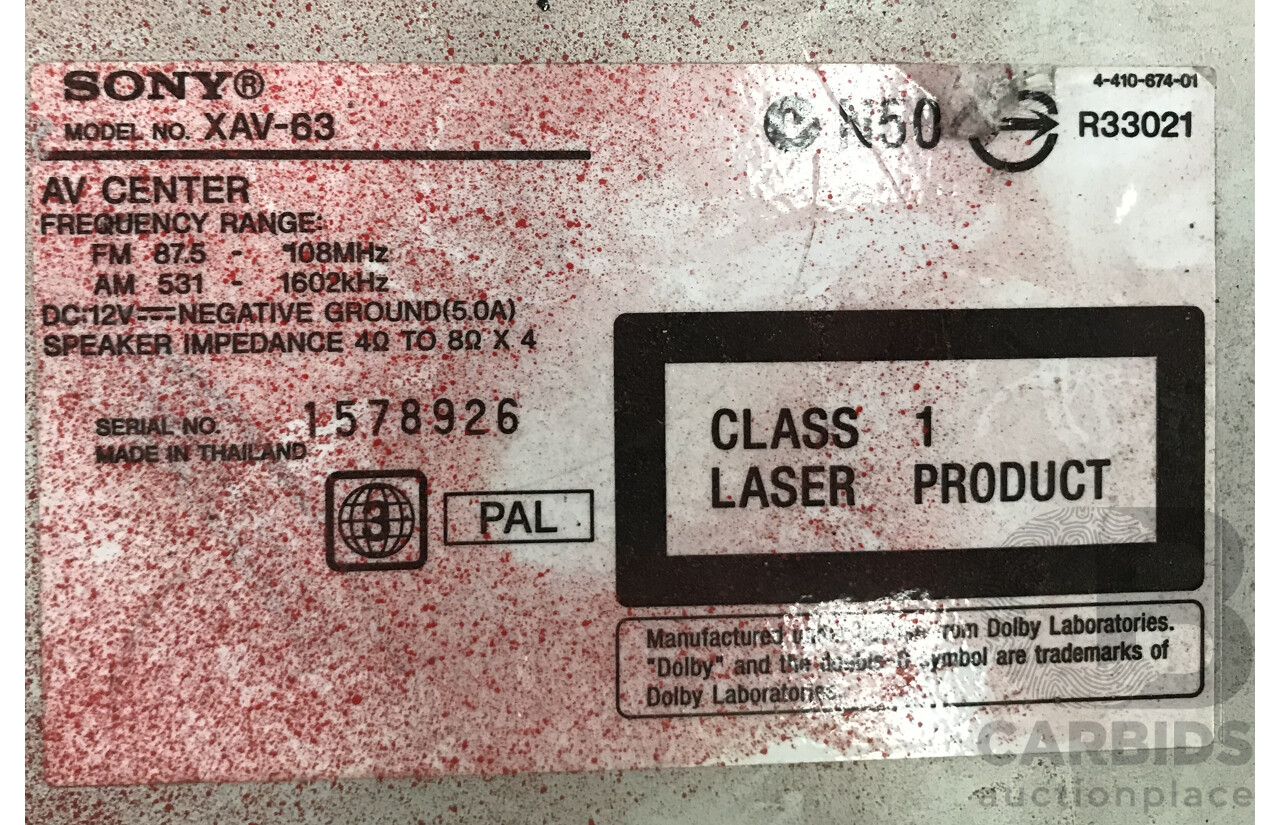 SONY®
MODEL NO. XAV-63
4-410-674-01
N50
R33021
AV CENTER
FREQUENCY RANGE:
FM 87.5 - 108MHz
AM 531 - 1602kHz
DC:12V⎓NEGATIVE GROUND(5.0A)
SPEAKER IMPEDANCE 4Ω TO 8Ω X 4
SERIAL NO. 1578926
MADE IN THAILAND
3
PAL
CLASS 1
LASER PRODUCT
Manufactured from Dolby Laboratories.
"Dolby" and the double-D symbol are trademarks of
Dolby Laboratories.
CARBIDS
auctionplace